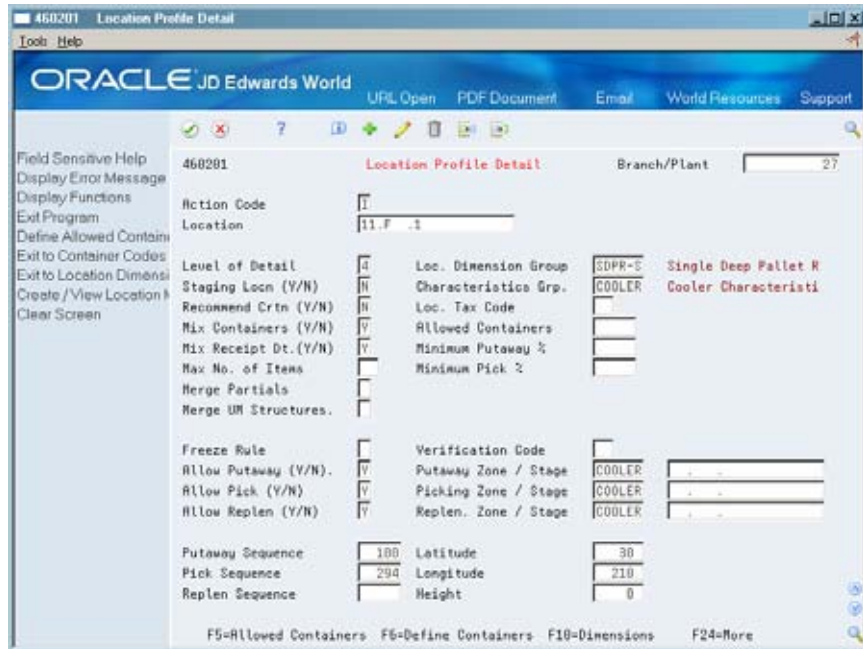 460201 Location Profile Detail
Tools Help
ORACLE JD Edwards World
URL Open PDF Document Email World Resources Support
Field Sensitive Help
Display Error Message
Display Functions
Exit Program
Define Allowed Contain
Exit to Container Codes
Exit to Location Dimensi
Create / View Location M
Clear Screen
460201 Location Profile Detail Branch/Plant 27
Action Code I
Location 11.F .1
Level of Detail 4 Loc. Dimension Group SDPR-S Single Deep Pallet R
Staging Locn (Y/N) N Characteristics Grp. COOLER Cooler Characteristi
Recommend Crtn (Y/N) N Loc. Tax Code
Mix Containers (Y/N) Y Allowed Containers
Mix Receipt Dt.(Y/N) Y Minimum Putaway %
Max No. of Items Minimum Pick %
Merge Partials
Merge UM Structures.
Freeze Rule Verification Code
Allow Putaway (Y/N). Y Putaway Zone / Stage COOLER . .
Allow Pick (Y/N) Y Picking Zone / Stage COOLER . .
Allow Replen (Y/N) Y Replen. Zone / Stage COOLER . .
Putaway Sequence 100 Latitude 30
Pick Sequence 294 Longitude 210
Replen Sequence Height 0
F5=Allowed Containers F6=Define Containers F10=Dimensions F24=More